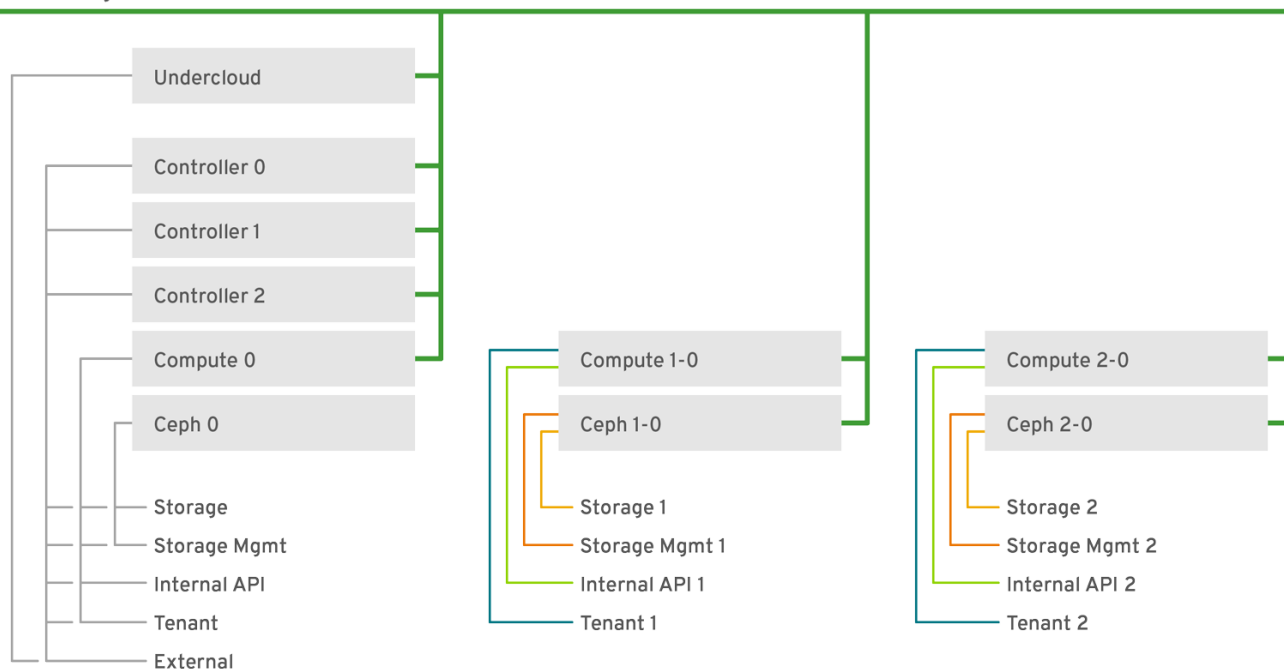 Undercloud
Controller 0
Controller 1
Controller 2
Compute 0
Ceph 0
Storage
Storage Mgmt
Internal API
Tenant
External
Compute 1-0
Ceph 1-0
Storage 1
Storage Mgmt 1
Internal API 1
Tenant 1
Compute 2-0
Ceph 2-0
Storage 2
Storage Mgmt 2
Internal API 2
Tenant 2